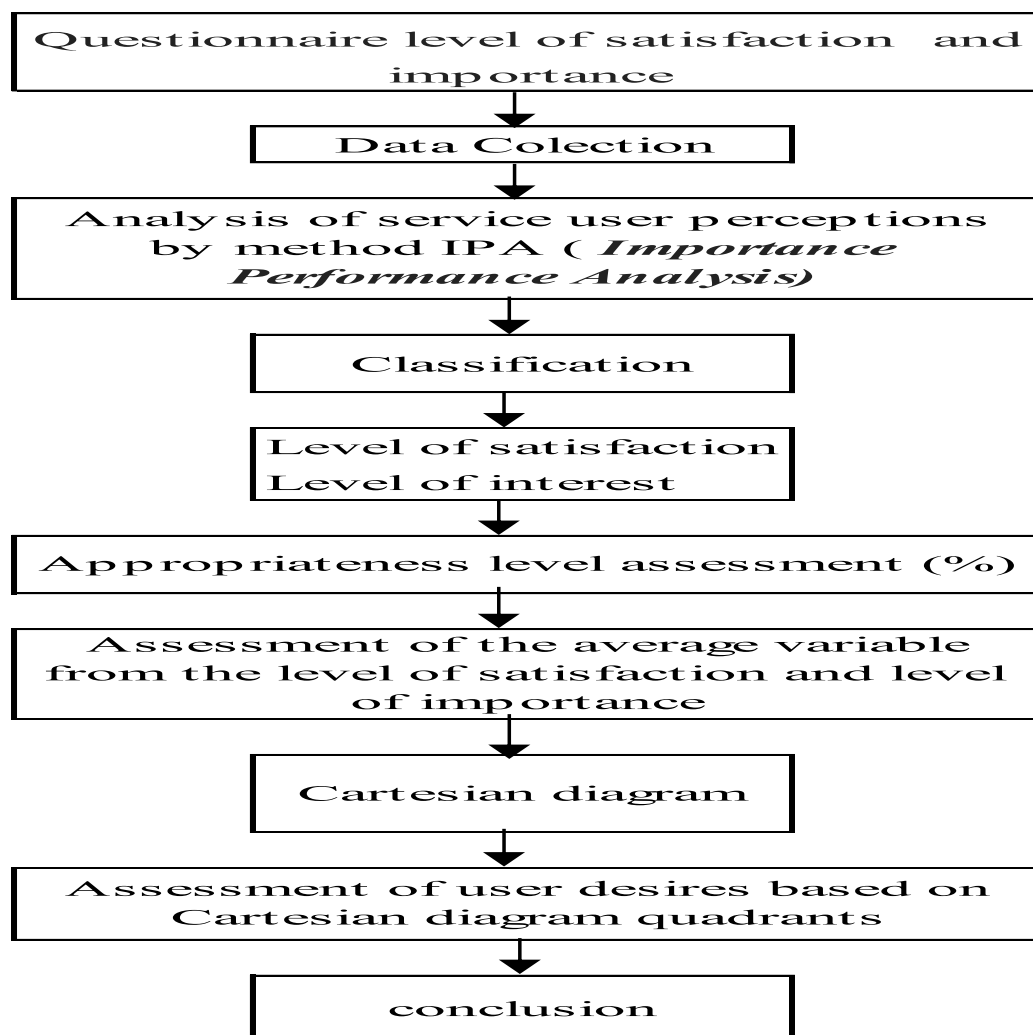 Questionnaire level of satisfaction and
importance
Data Colection
Analysis of service user perceptions
by method IPA ( Importance
Performance Analysis)
Classification
Level of satisfaction
Level of interest
Appropriateness level assessment (%)
Assessment of the average variable
from the level of satisfaction and level
of importance
Cartesian diagram
Assessment of user desires based on
Cartesian diagram quadrants
conclusion